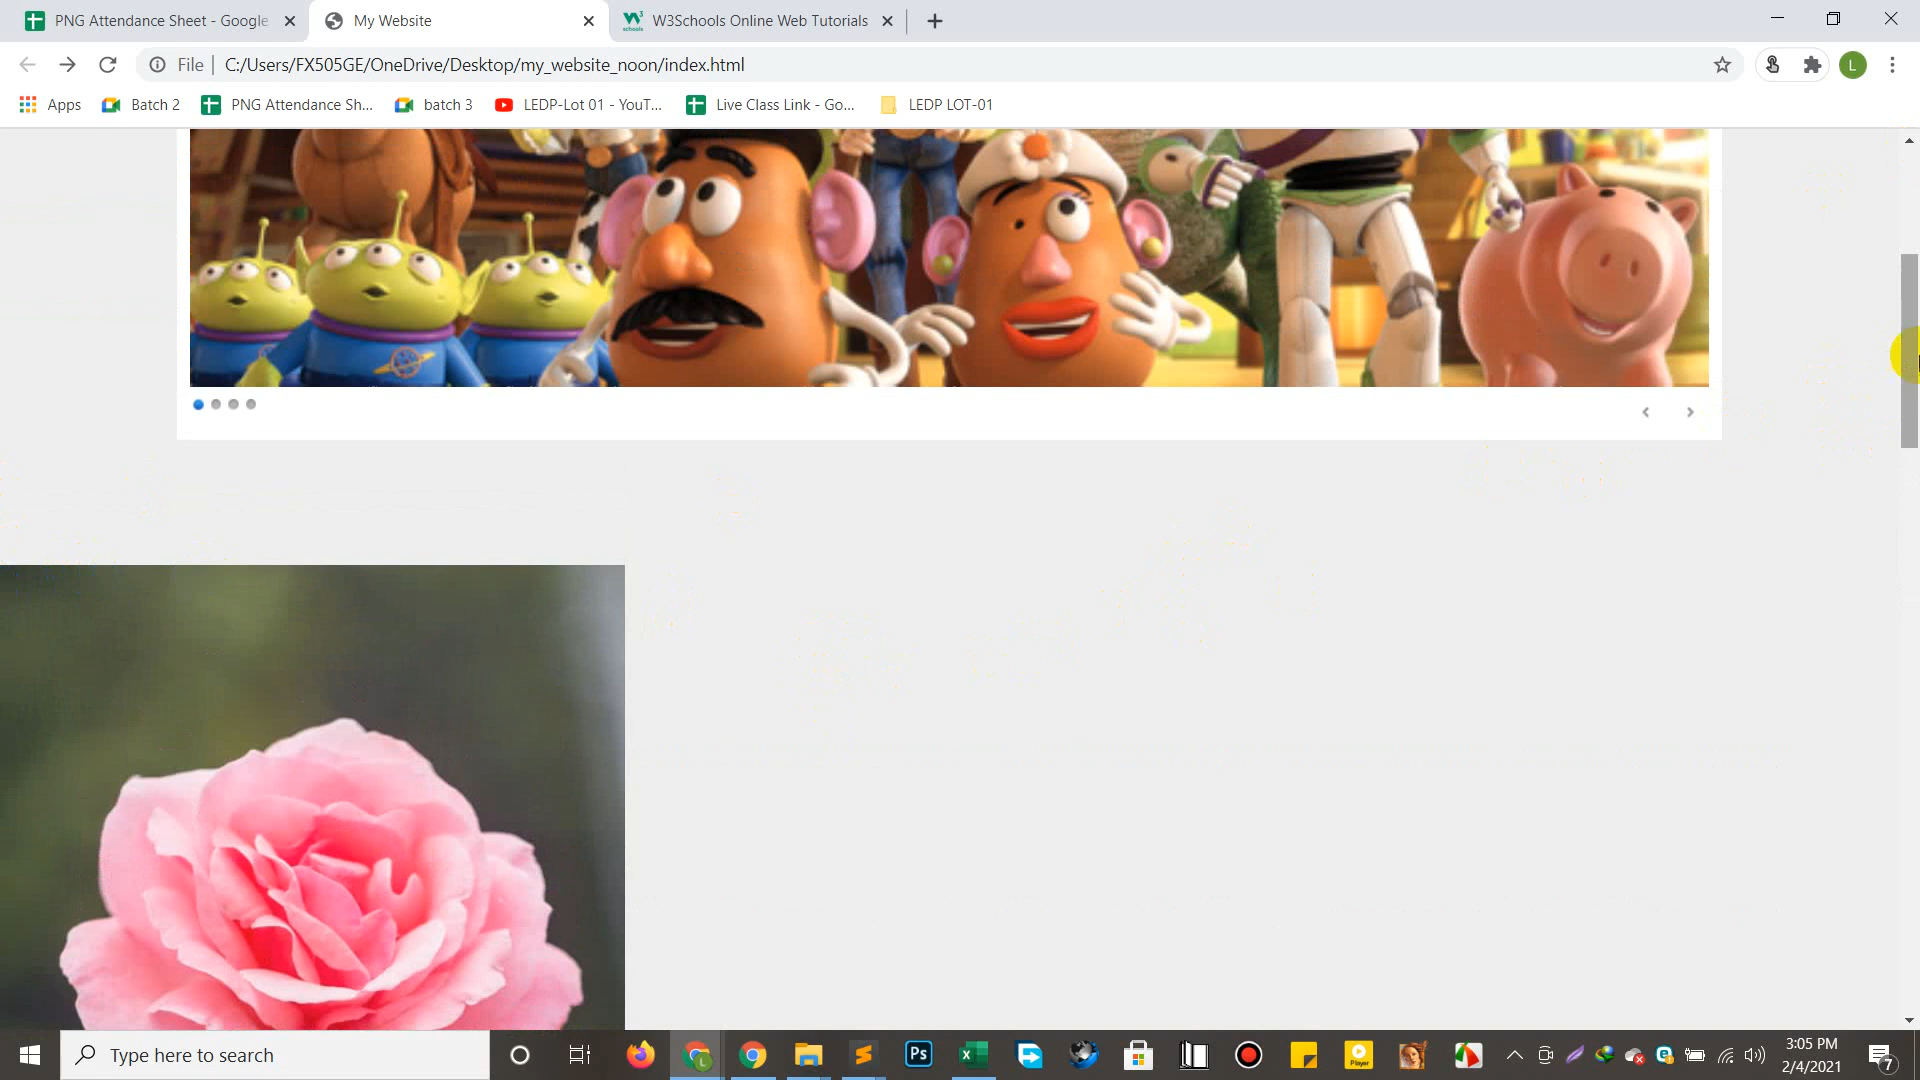 PNG Attendance Sheet - Google
My Website
W3Schools Online Web Tutorials
File
C:/Users/FX505GE/OneDrive/Desktop/my_website_noon/index.html
L
Apps
Batch 2
PNG Attendance Sh...
batch 3
LEDP-Lot 01 - YouT...
Live Class Link - Go...
LEDP LOT-01
Type here to search
Ps
3:05 PM
2/4/2021
7